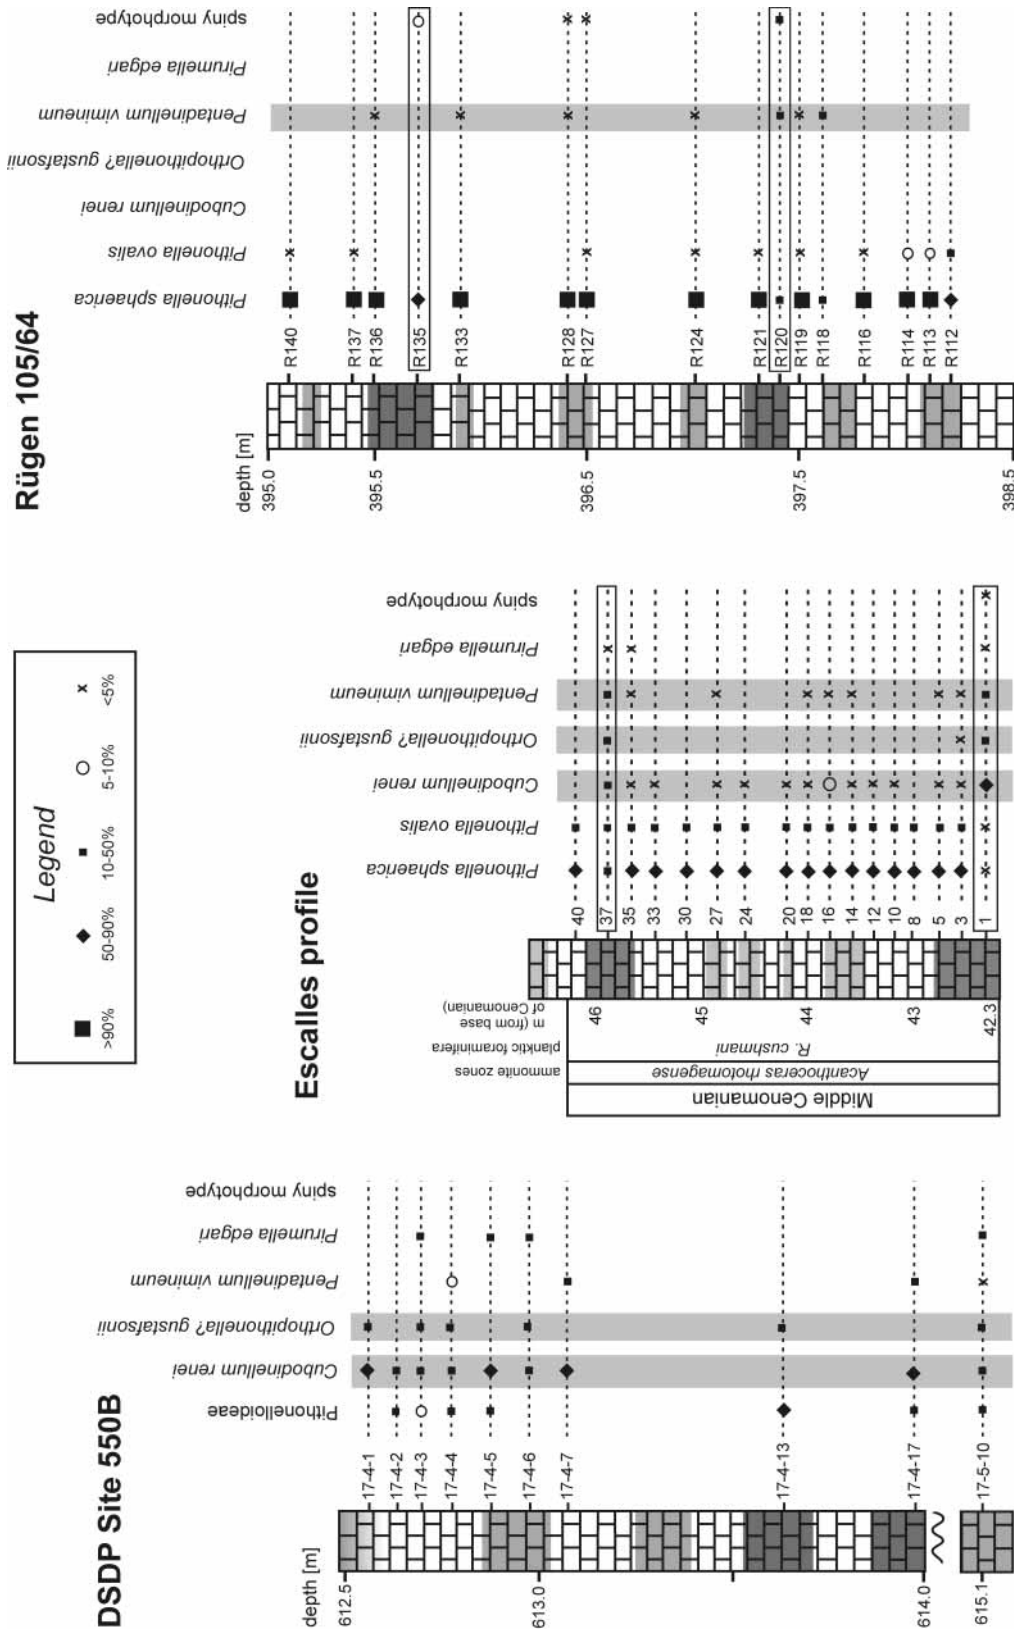 DSDP Site 550B
depth [m]
612.5
613.0
614.0
615.1
17-4-1
17-4-2
17-4-3
17-4-4
17-4-5
17-4-6
17-4-7
17-4-13
17-4-17
17-5-10
Pithonelloideae
Cubodinellum renei
Orthopithonella? gustafsonii
Pentadinellum vimineum
Pirumella edgari
spiny morphotype
Legend
>90%
50-90%
10-50%
5-10%
<5%
Escalles profile
Middle Cenomanian
ammonite zones
Acanthoceras rhotomagense
planktic foraminifera
R. cushmani
m (from base
of Cenomanian)
46
45
44
43
42.3
40
37
35
33
30
27
24
20
18
16
14
12
10
8
5
3
1
Pithonella sphaerica
Pithonella ovalis
Cubodinellum renei
Orthopithonella? gustafsonii
Pentadinellum vimineum
Pirumella edgari
spiny morphotype
Rügen 105/64
depth [m]
395.0
395.5
396.5
397.5
398.5
R140
R137
R136
R135
R133
R128
R127
R124
R121
R120
R119
R118
R116
R114
R113
R112
Pithonella sphaerica
Pithonella ovalis
Cubodinellum renei
Orthopithonella? gustafsonii
Pentadinellum vimineum
Pirumella edgari
spiny morphotype